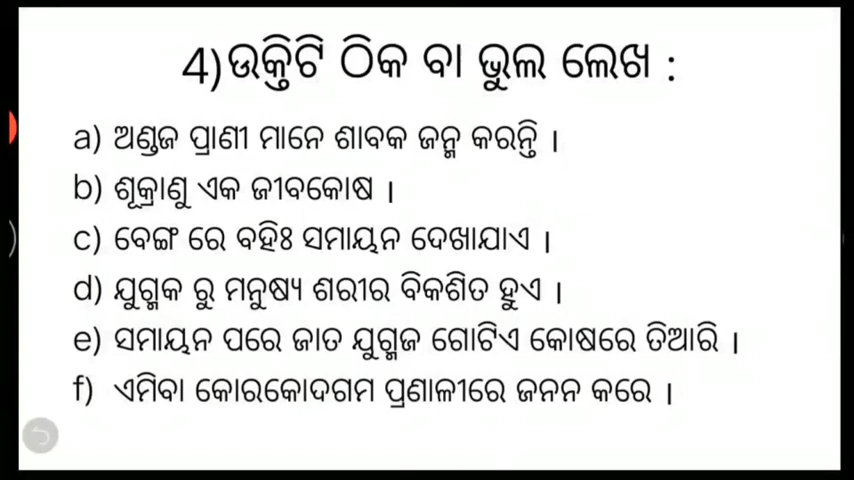 4)ଉକ୍ତିଟି ଠିକ ବା ଭୁଲ ଲେଖ :
a) ଅଣ୍ଡଜ ପ୍ରାଣୀ ମାନେ ଶାବକ ଜନ୍ମ କରନ୍ତି ।
b) ଶୂକ୍ରାଣୁ ଏକ ଜୀବକୋଷ ।
c) ବେଙ୍ଗ ରେ ବହିଃ ସମାୟନ ଦେଖାଯାଏ ।
d) ଯୁଗ୍ମକ ରୁ ମନୁଷ୍ୟ ଶରୀର ବିକଶିତ ହୁଏ ।
e) ସମାୟନ ପରେ ଜାତ ଯୁଗ୍ମଜ ଗୋଟିଏ କୋଷରେ ତିଆରି ।
f) ଏମିବା କୋରକୋଦଗମ ପ୍ରଣାଳୀରେ ଜନନ କରେ ।